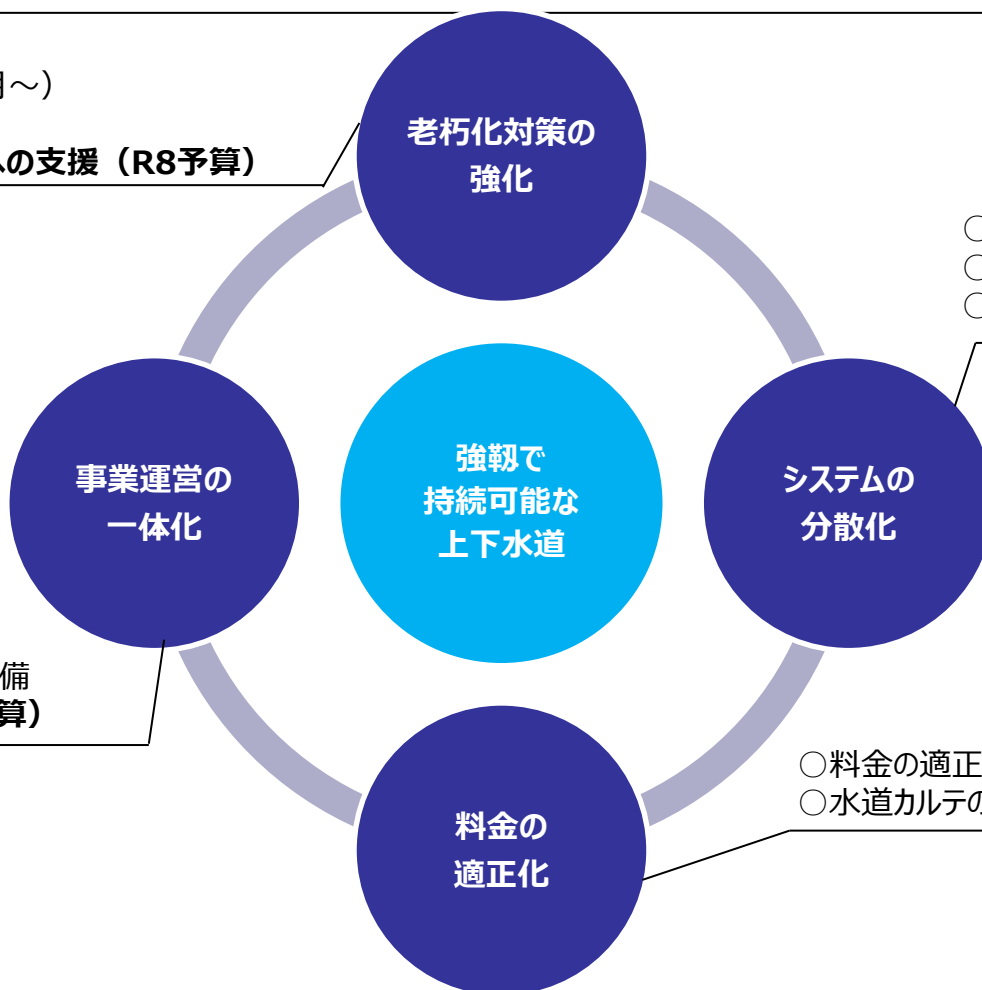 月～）
の支援（R8予算）
老朽化対策の
強化
○
○
○
事業運営の
一体化
強靱で
持続可能な
上下水道
システムの
分散化
備
算）
○料金の適正
○水道カルテの
料金の
適正化